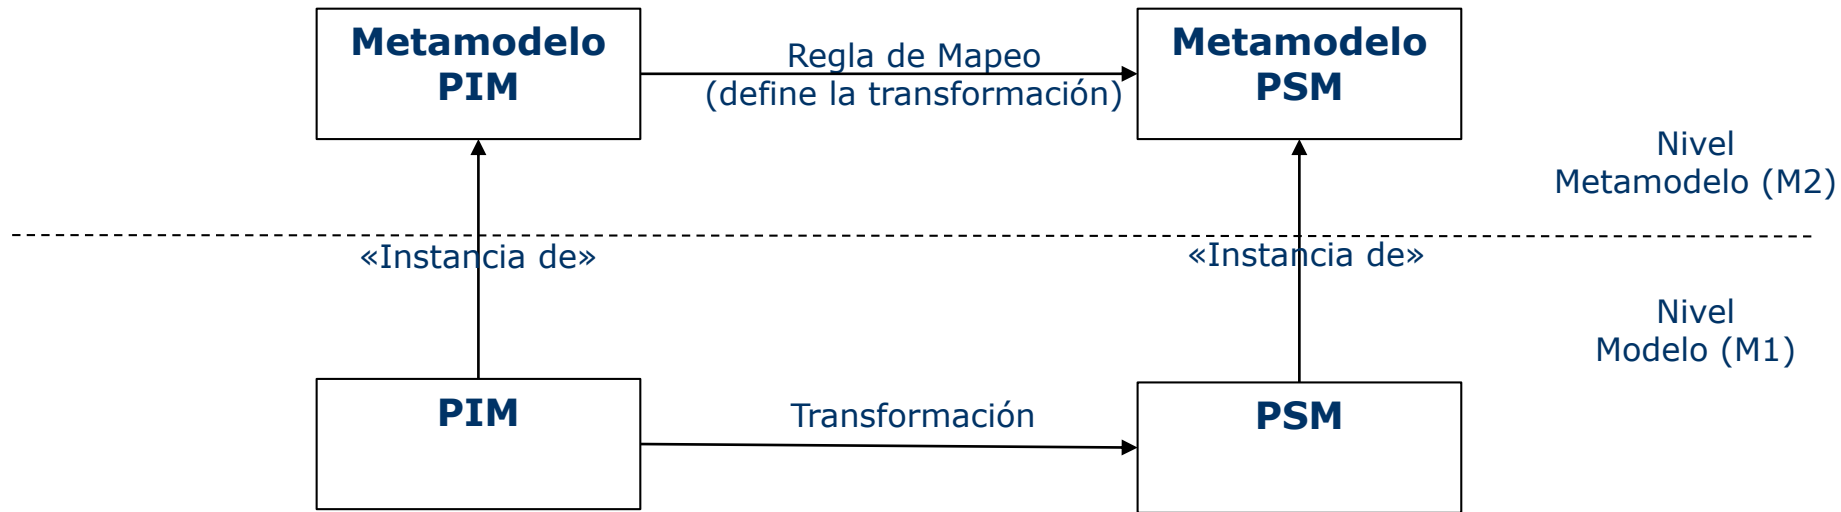 Metamodelo
PIM
Regla de Mapeo
(define la transformación)
Metamodelo
PSM
Nivel
Metamodelo (M2)
«Instancia de»
«Instancia de»
Nivel
Modelo (M1)
PIM
Transformación
PSM